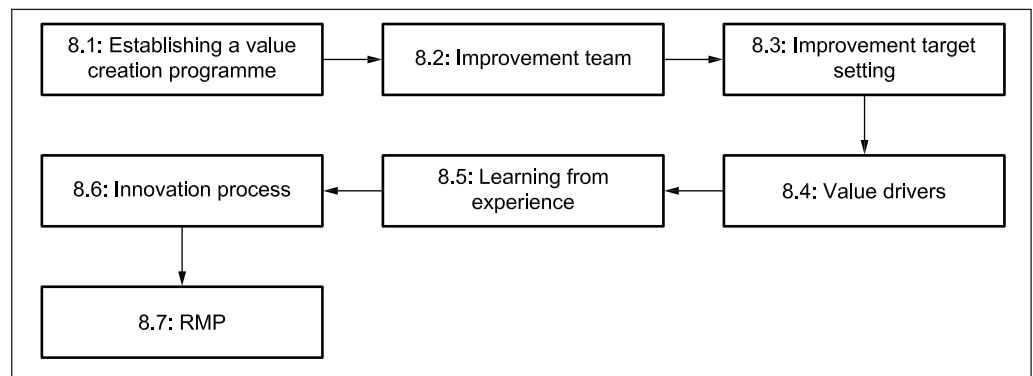 8.1: Establishing a value
creation programme
8.2: Improvement team
8.3: Improvement target
setting
8.4: Value drivers
8.5: Learning from
experience
8.6: Innovation process
8.7: RMP